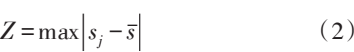 Z = max|s_j − s̅|　　（2）